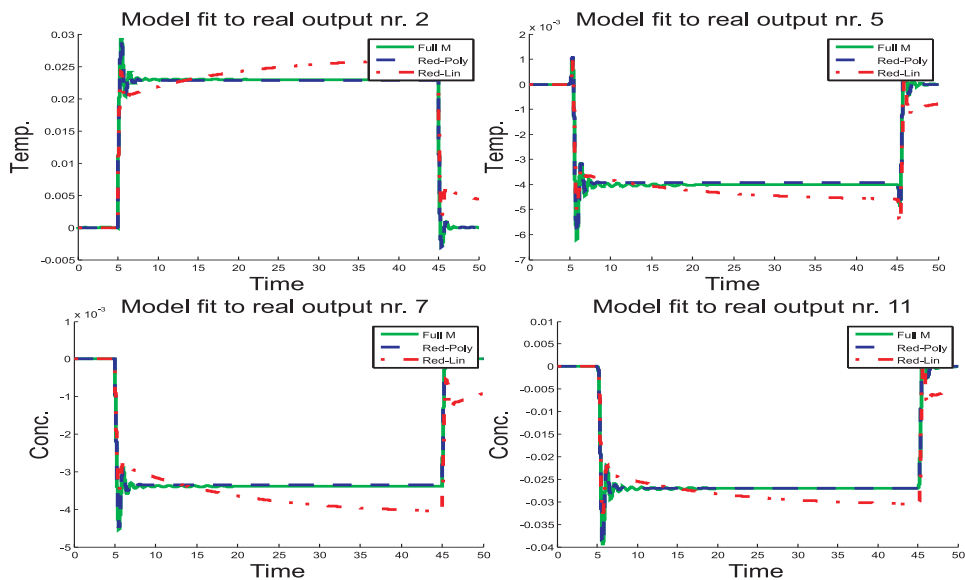 Model fit to real output nr. 2
0.03
0.025
0.02
0.015
0.01
0.005
0
-0.005
Temp.
0 5 10 15 20 25 30 35 40 45 50
Time
Full M
Red-Poly
Red-Lin
Model fit to real output nr. 5
x 10⁻³
2
1
0
-1
-2
-3
-4
-5
-6
-7
Temp.
0 5 10 15 20 25 30 35 40 45 50
Time
Full M
Red-Poly
Red-Lin
Model fit to real output nr. 7
x 10⁻³
1
0
-1
-2
-3
-4
-5
Conc.
0 5 10 15 20 25 30 35 40 45 50
Time
Full M
Red-Poly
Red-Lin
Model fit to real output nr. 11
0.01
0.005
0
-0.005
-0.01
-0.015
-0.02
-0.025
-0.03
-0.035
-0.04
Conc.
0 5 10 15 20 25 30 35 40 45 50
Time
Full M
Red-Poly
Red-Lin